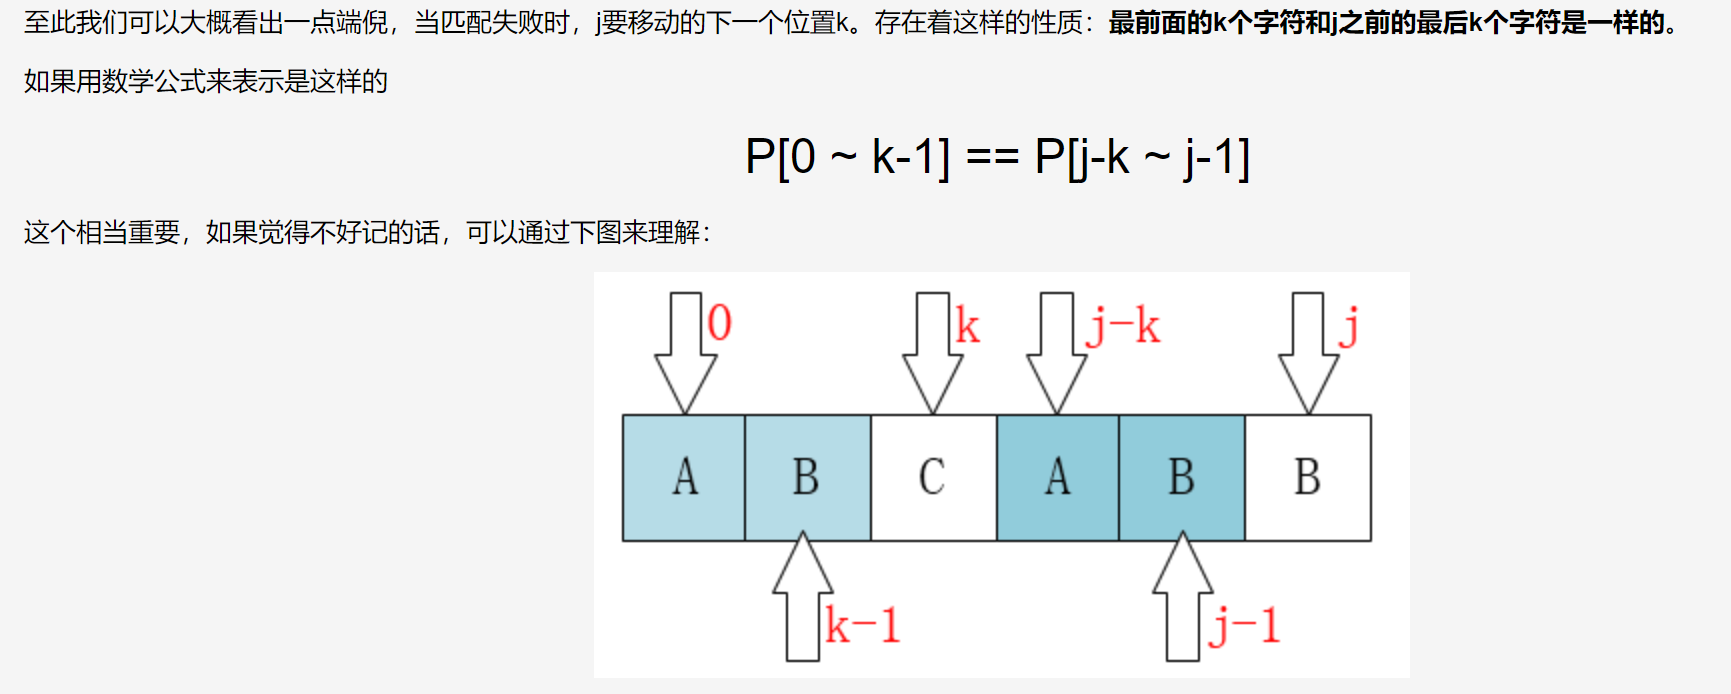 至此我们可以大概看出一点端倪，当匹配失败时，j要移动的下一个位置k。存在着这样的性质：最前面的k个字符和j之前的最后k个字符是一样的。
如果用数学公式来表示是这样的
P[0 ~ k-1] == P[j-k ~ j-1]
这个相当重要，如果觉得不好记的话，可以通过下图来理解：
0 k j-k j
A B C A B B
k-1 j-1